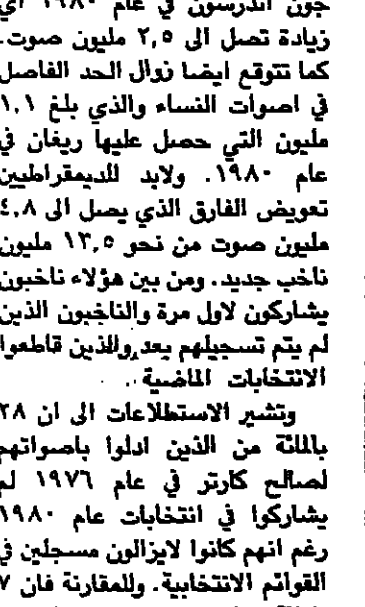 جون اندرسون في عام ١٩٨٠ اي
زيادة تصل الى ٢,٥ مليون صوت.
كما تتوقع ايضا زوال الحد الفاصل
في اصوات النساء والذي بلغ ١,١
مليون التي حصل عليها ريغان في
عام ١٩٨٠. ولابد للديمقراطيين
تعويض الفارق الذي يصل الى ٤,٨
مليون صوت من نحو ١٣,٥ مليون
ناخب جديد. ومن بين هؤلاء ناخبون
يشاركون لاول مرة والناخبون الذين
لم يتم تسجيلهم بعد والذين قاطعوا
الانتخابات الماضية.
وتشير الاستطلاعات الى ان ٢٨
بالمائة من الذين ادلوا باصواتهم
لصالح كارتر في عام ١٩٧٦ لم
يشاركوا في انتخابات عام ١٩٨٠
رغم انهم كانوا لايزالون مسجلين في
القوائم الانتخابية. وللمقارنة فان ٧